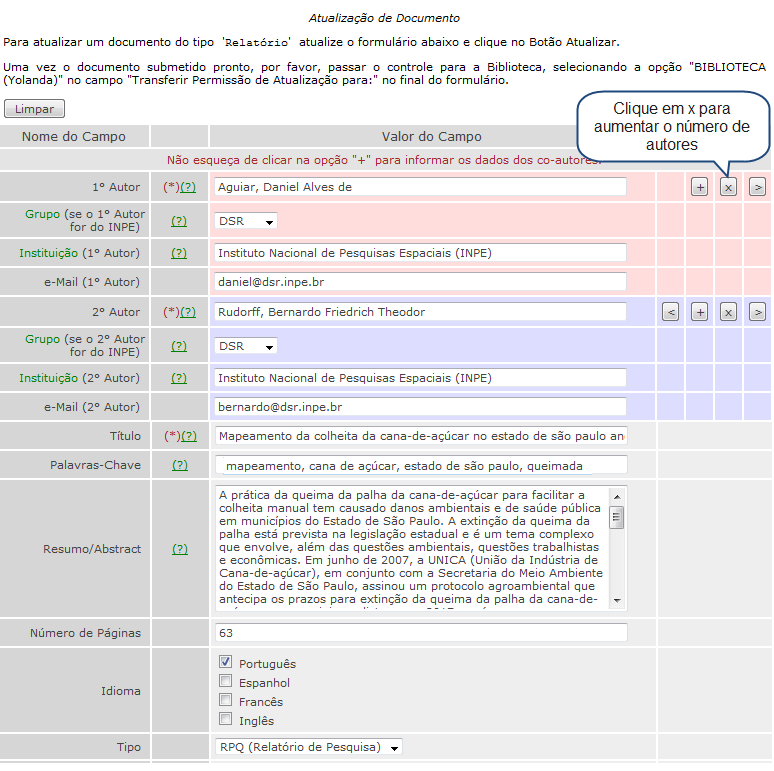 Atualização de Documento
Para atualizar um documento do tipo 'Relatório' atualize o formulário abaixo e clique no Botão Atualizar.
Uma vez o documento submetido pronto, por favor, passar o controle para a Biblioteca, selecionando a opção "BIBLIOTECA
(Yolanda)" no campo "Transferir Permissão de Atualização para:" no final do formulário.
Limpar
Clique em x para
aumentar o número de
autores
Nome do Campo Valor do Campo
Não esqueça de clicar na opção "+" para informar os dados dos co-autores.
1° Autor (*)(?) Aguiar, Daniel Alves de + x >
Grupo (se o 1° Autor
for do INPE) (?) DSR
Instituição (1° Autor) (?) Instituto Nacional de Pesquisas Espaciais (INPE)
e-Mail (1° Autor) daniel@dsr.inpe.br
2° Autor (*)(?) Rudorff, Bernardo Friedrich Theodor < + x >
Grupo (se o 2° Autor
for do INPE) (?) DSR
Instituição (2° Autor) (?) Instituto Nacional de Pesquisas Espaciais (INPE)
e-Mail (2° Autor) bernardo@dsr.inpe.br
Título (*)(?) Mapeamento da colheita da cana-de-açúcar no estado de são paulo an
Palavras-Chave (?) mapeamento, cana de açúcar, estado de são paulo, queimada
Resumo/Abstract (?)
A prática da queima da palha da cana-de-açúcar para facilitar a
colheita manual tem causado danos ambientais e de saúde pública
em municípios do Estado de São Paulo. A extinção da queima da
palha está prevista na legislação estadual e é um tema complexo
que envolve, além das questões ambientais, questões trabalhistas
e econômicas. Em junho de 2007, a UNICA (União da Indústria de
Cana-de-açúcar), em conjunto com a Secretaria do Meio Ambiente
do Estado de São Paulo, assinou um protocolo agroambiental que
antecipa os prazos para extinção da queima da palha da cana-de-
Número de Páginas 63
Idioma
Português
Espanhol
Francês
Inglês
Tipo RPQ (Relatório de Pesquisa)